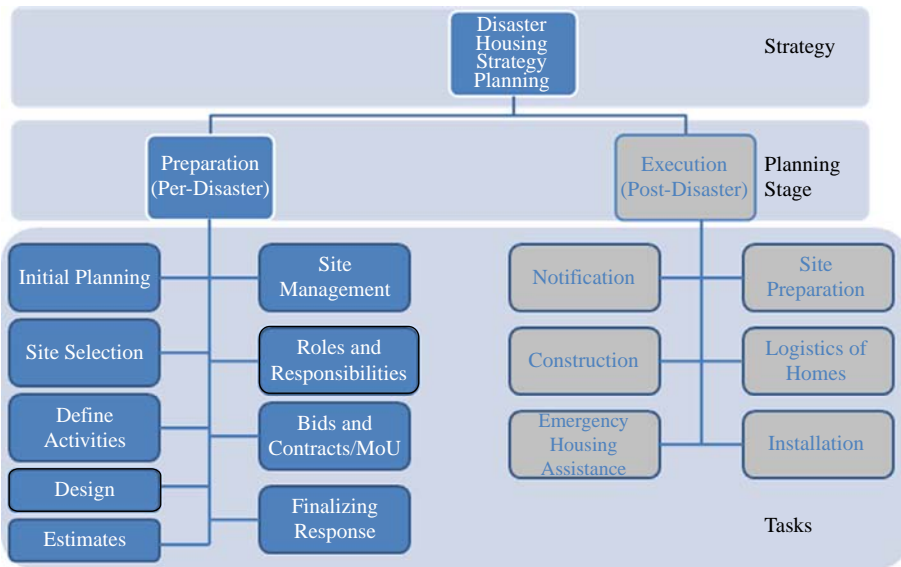 Disaster
Housing
Strategy
Planning
Strategy
Preparation
(Per-Disaster)
Execution
(Post-Disaster)
Planning
Stage
Initial Planning
Site
Management
Notification
Site
Preparation
Site Selection
Roles and
Responsibilities
Construction
Logistics of
Homes
Define
Activities
Bids and
Contracts/MoU
Emergency
Housing
Assistance
Installation
Design
Finalizing
Response
Estimates
Tasks